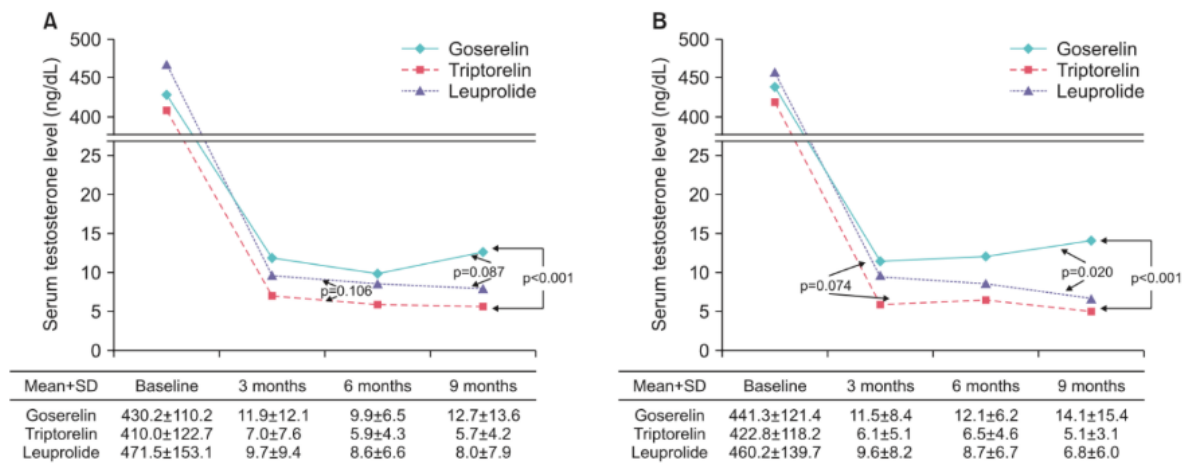 A
Serum testosterone level (ng/dL)
500
450
400
25
20
15
10
5
0
Goserelin
Triptorelin
Leuprolide
p=0.106
p=0.087
p<0.001
Mean+SD Baseline 3 months 6 months 9 months
Goserelin 430.2±110.2 11.9±12.1 9.9±6.5 12.7±13.6
Triptorelin 410.0±122.7 7.0±7.6 5.9±4.3 5.7±4.2
Leuprolide 471.5±153.1 9.7±9.4 8.6±6.6 8.0±7.9
B
Serum testosterone level (ng/dL)
500
450
400
25
20
15
10
5
0
Goserelin
Triptorelin
Leuprolide
p=0.074
p=0.020
p<0.001
Mean+SD Baseline 3 months 6 months 9 months
Goserelin 441.3±121.4 11.5±8.4 12.1±6.2 14.1±15.4
Triptorelin 422.8±118.2 6.1±5.1 6.5±4.6 5.1±3.1
Leuprolide 460.2±139.7 9.6±8.2 8.7±6.7 6.8±6.0